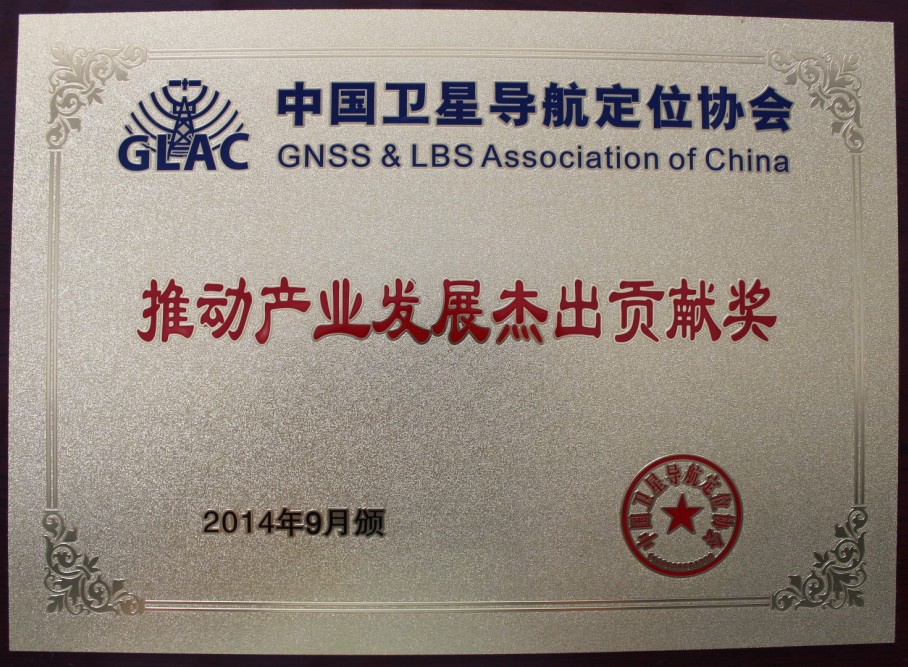 中国卫星导航定位协会
GLAC
GNSS & LBS Association of China
推动产业发展杰出贡献奖
2014年9月颁
中国卫星导航定位协会